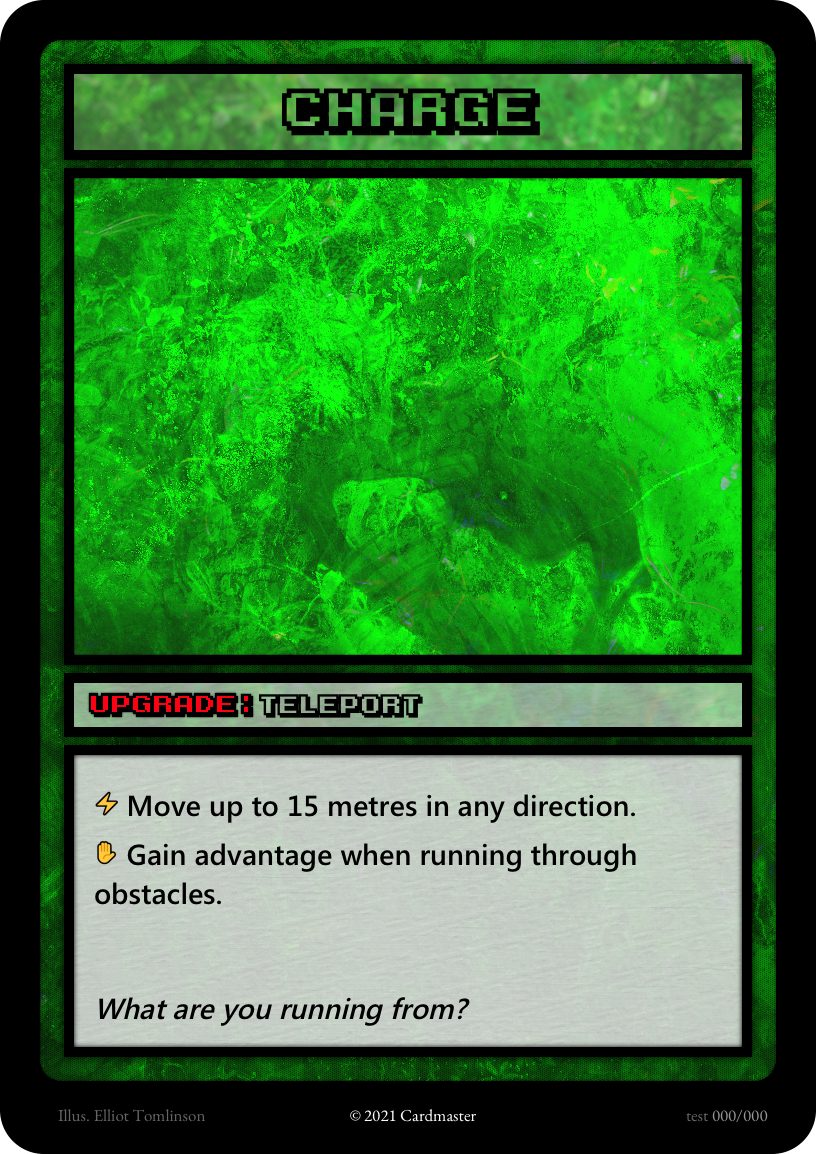 CHARGE
UPGRADE: TELEPORT
⚡ Move up to 15 metres in any direction.
✋ Gain advantage when running through
obstacles.
What are you running from?
Illus. Elliot Tomlinson
© 2021 Cardmaster
test 000/000